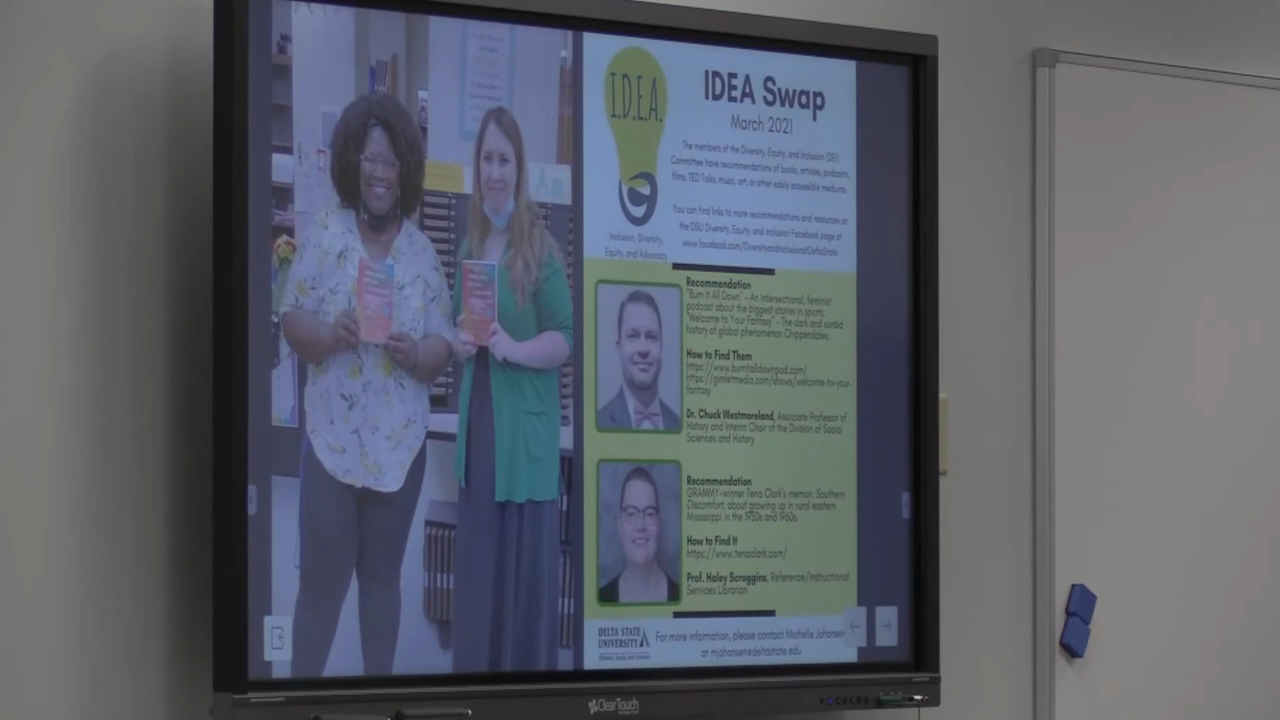 I.D.E.A.
Inclusion, Diversity,
Equity, and Advocacy
IDEA Swap
March 2021
The members of the Diversity, Equity, and Inclusion (DEI)
Committee have recommendations of books, articles, podcasts,
films, TED Talks, music, art, or other easily accessible mediums.
You can find links to more recommendations and resources on
the DSU Diversity, Equity, and Inclusion Facebook page at
www.facebook.com/DiversityandInclusionatDeltaState
Recommendation
"Burn It All Down" - An intersectional, feminist
podcast about the biggest stories in sports.
"Welcome to Your Fantasy" - The dark and sordid
history of global phenomenon Chippendales.
How to Find Them
https://www.burnitalldownpod.com/
https://gimletmedia.com/shows/welcome-to-your-
fantasy
Dr. Chuck Westmoreland, Associate Professor of
History and Interim Chair of the Division of Social
Sciences and History
Recommendation
GRAMMY-winner Tena Clark's memoir, Southern
Discomfort, about growing up in rural eastern
Mississippi in the 1950s and 1960s.
How to Find It
https://www.tenaclark.com/
Prof. Haley Scroggins, Reference/Instructional
Services Librarian
DELTA STATE
UNIVERSITY
For more information, please contact Michelle Johansen
at mjohansen@deltastate.edu
Aa
ClearTouch